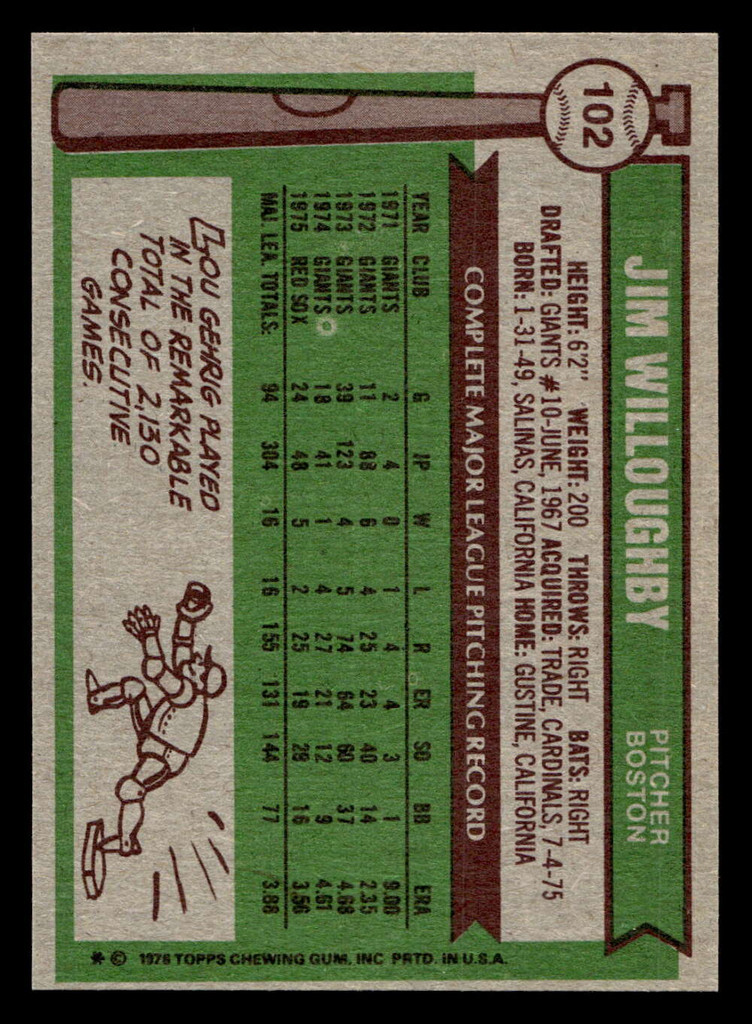 102
JIM WILLOUGHBY
PITCHER
BOSTON
HEIGHT: 6'2" WEIGHT: 200 THROWS: RIGHT BATS: RIGHT
DRAFTED: GIANTS #10-JUNE, 1967 ACQUIRED: TRADE, CARDINALS, 7-4-75
BORN: 1-31-49, SALINAS, CALIFORNIA HOME: GUSTINE, CALIFORNIA
COMPLETE MAJOR LEAGUE PITCHING RECORD
YEAR CLUB G IP W L R ER SO BB ERA
1971 GIANTS 2 4 0 1 4 4 3 1 9.00
1972 GIANTS 11 88 6 4 25 23 40 14 2.35
1973 GIANTS 39 123 4 5 74 64 60 37 4.68
1974 GIANTS 18 41 1 4 27 21 12 9 4.61
1975 RED SOX 24 48 5 2 25 19 29 16 3.56
MAJ. LEA. TOTALS: 94 304 16 16 155 131 144 77 3.88
LOU GEHRIG PLAYED
IN THE REMARKABLE
TOTAL OF 2,130
CONSECUTIVE
GAMES.
* © 1976 TOPPS CHEWING GUM, INC. PRTD. IN U.S.A.